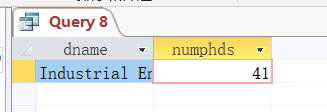 Query 8
dname numphds
Industrial En 41